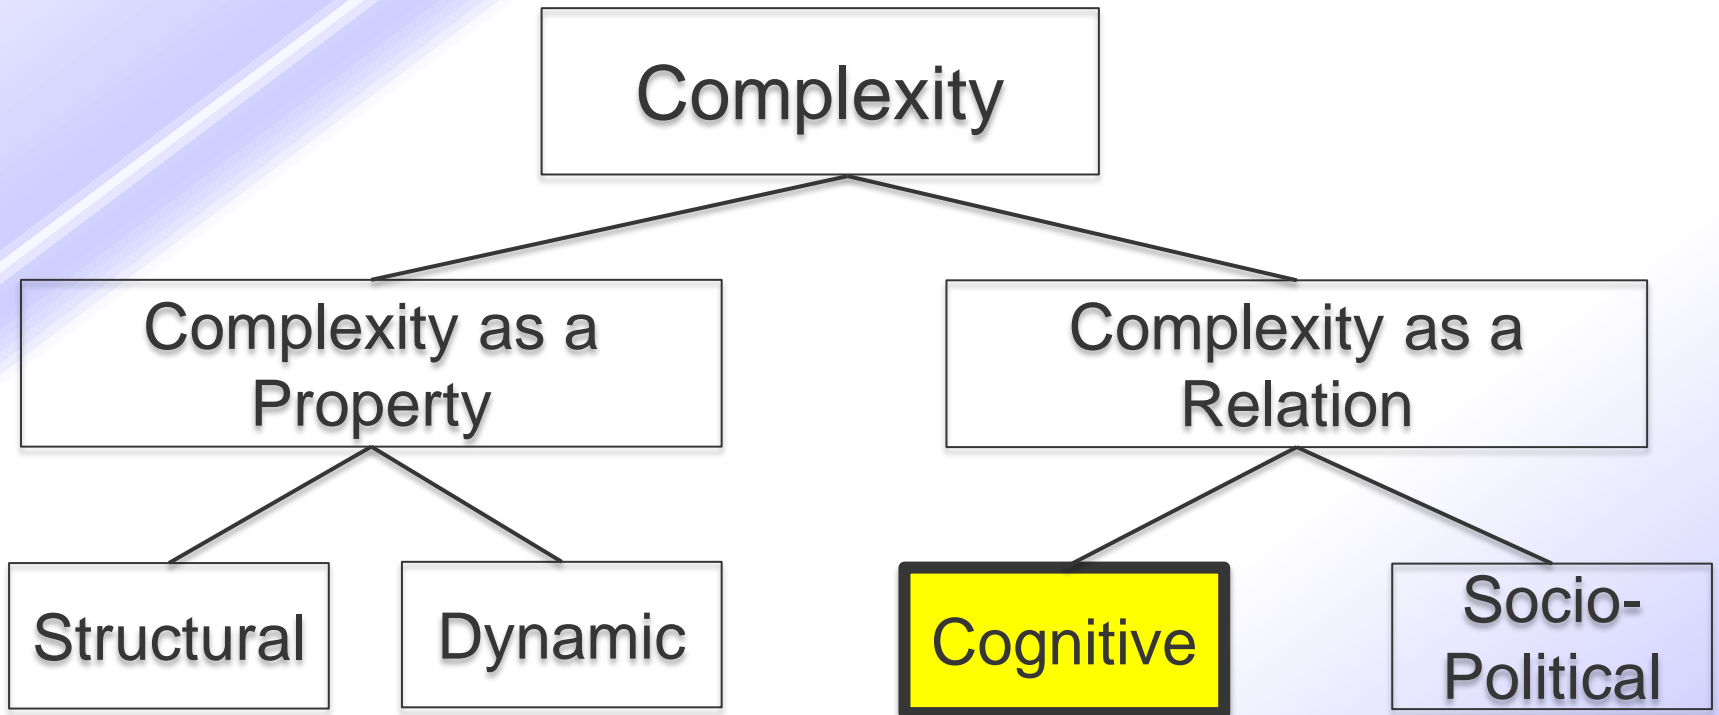 Complexity
Complexity as a
Property
Complexity as a
Relation
Structural
Dynamic
Cognitive
Socio-
Political